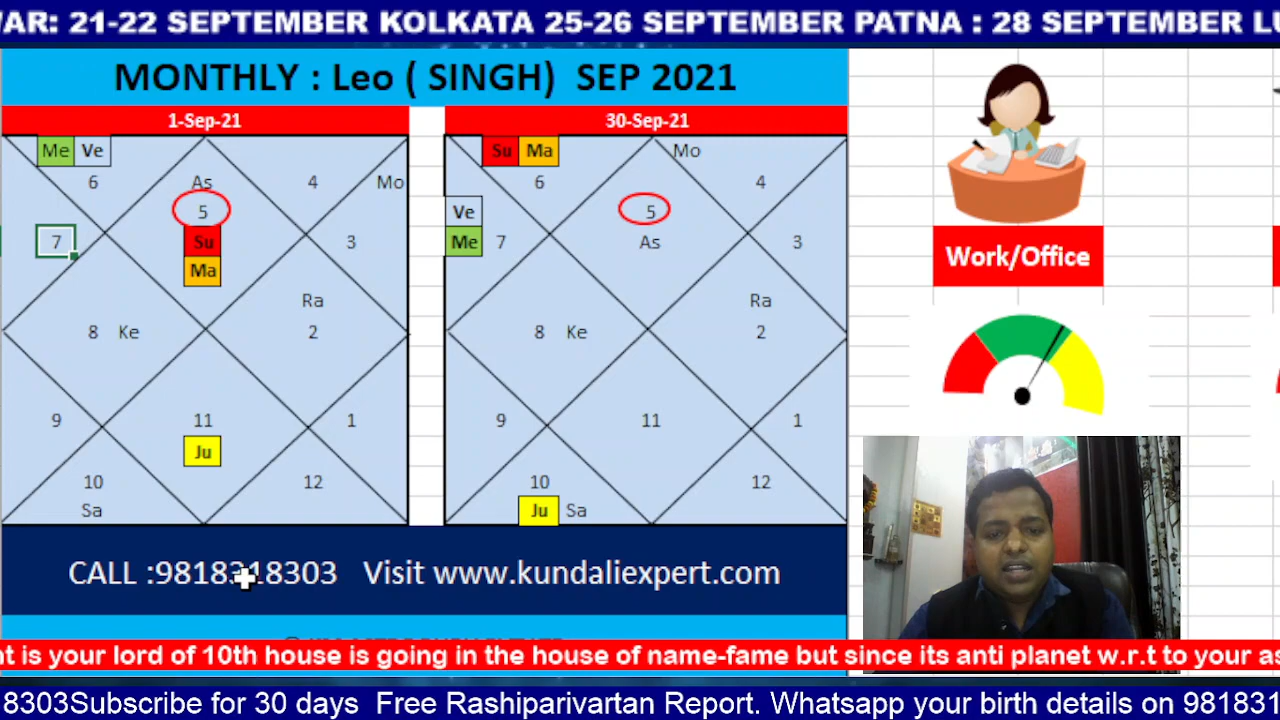 WAR: 21-22 SEPTEMBER KOLKATA 25-26 SEPTEMBER PATNA : 28 SEPTEMBER LU
MONTHLY : Leo ( SINGH) SEP 2021
1-Sep-21
30-Sep-21
Me Ve
6
As
4
Mo
5
7
Su
3
Ma
Ra
8 Ke
2
9
11
1
Ju
10
12
Sa
Su Ma
Mo
6
4
Ve
5
Me 7
As
3
Ra
8 Ke
2
9
11
1
10
12
Ju Sa
Work/Office
CALL :9818318303 Visit www.kundaliexpert.com
nt is your lord of 10th house is going in the house of name-fame but since its anti planet w.r.t to your as
8303Subscribe for 30 days Free Rashiparivartan Report. Whatsapp your birth details on 981831